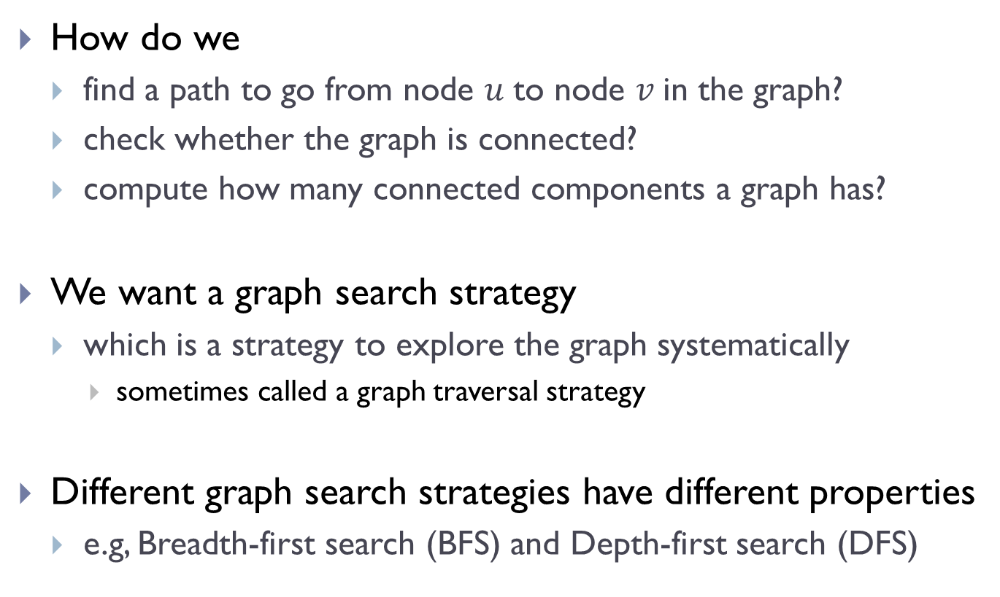 How do we
find a path to go from node u to node v in the graph?
check whether the graph is connected?
compute how many connected components a graph has?
We want a graph search strategy
which is a strategy to explore the graph systematically
sometimes called a graph traversal strategy
Different graph search strategies have different properties
e.g, Breadth-first search (BFS) and Depth-first search (DFS)